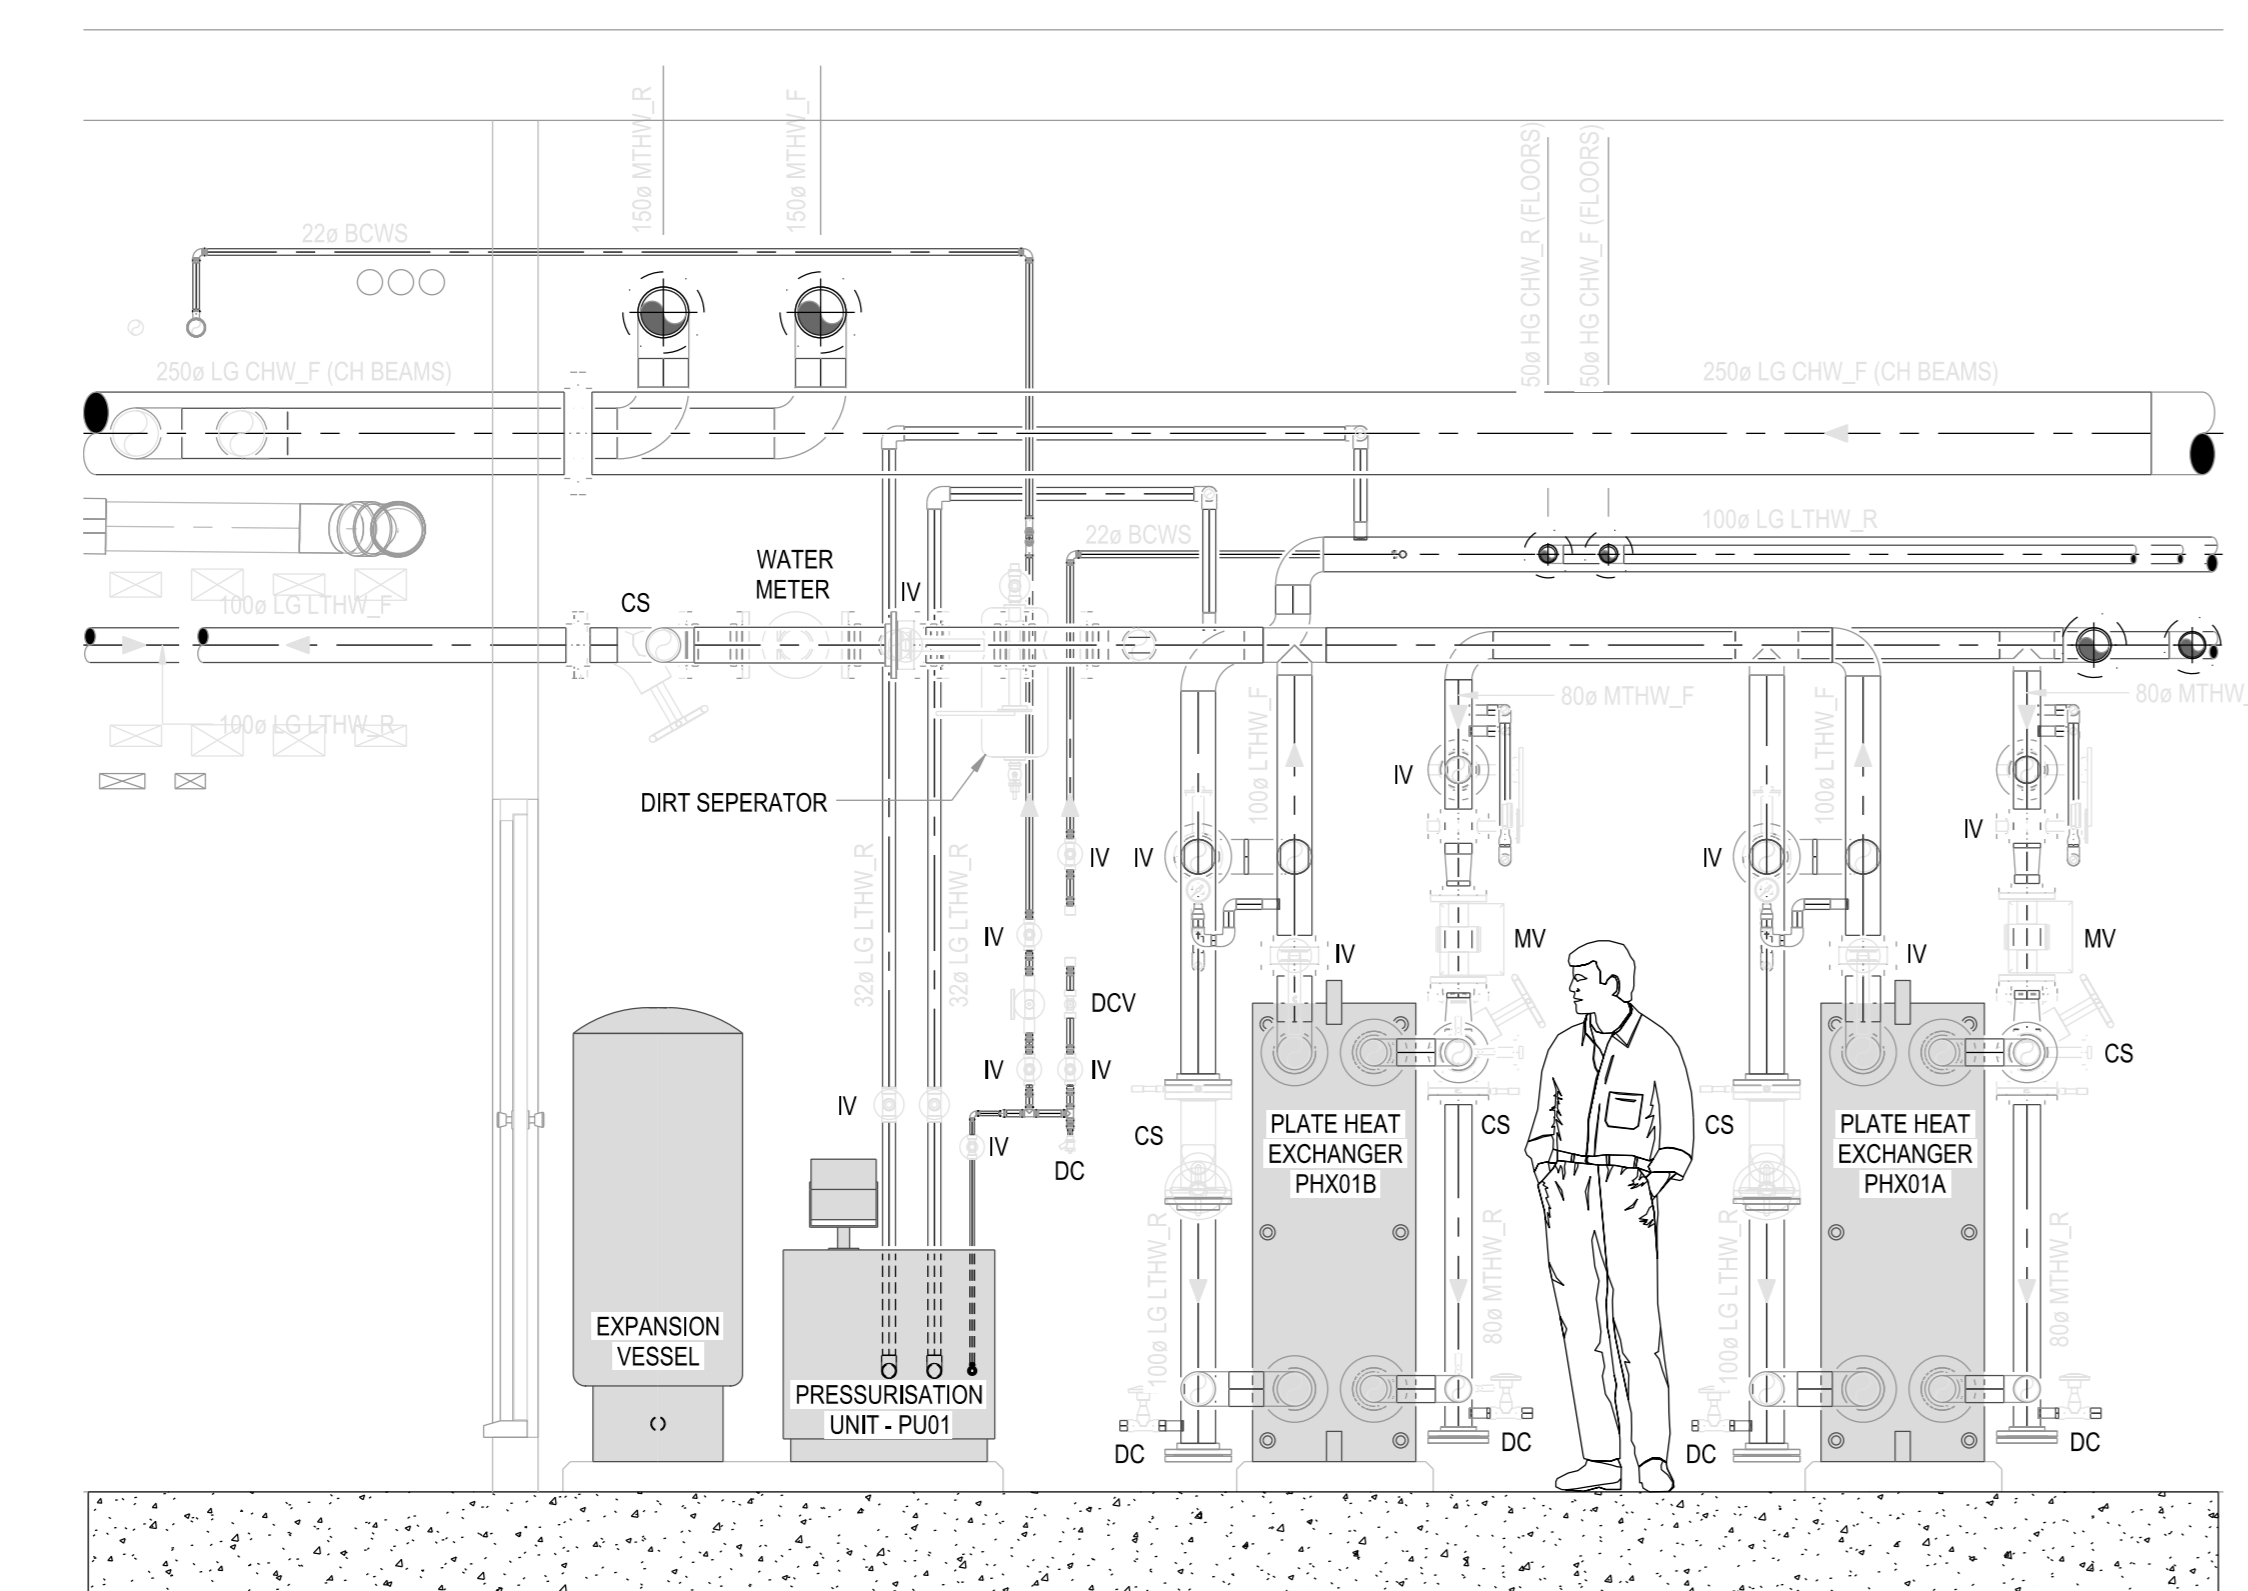 150ø MTHW_R
150ø MTHW_F
50ø HG CHW_R (FLOORS)
50ø HG CHW_F (FLOORS)
22ø BCWS
250ø LG CHW_F (CH BEAMS)
250ø LG CHW_F (CH BEAMS)
100ø LG LTHW_R
22ø BCWS
WATER
METER
IV
CS
100ø LG LTHW_F
100ø LG LTHW_R
80ø MTHW_F
80ø MTHW_
100ø LTHW_F
100ø LTHW_F
DIRT SEPERATOR
IV
IV
IV
IV
IV
IV
32ø LG LTHW_R
32ø LG LTHW_R
IV
MV
MV
IV
IV
DCV
IV
IV
CS
IV
IV
CS
CS
CS
DC
PLATE HEAT
EXCHANGER
PHX01B
PLATE HEAT
EXCHANGER
PHX01A
100ø LG LTHW_R
80ø MTHW_R
100ø LG LTHW_R
80ø MTHW_R
EXPANSION
VESSEL
PRESSURISATION
UNIT - PU01
DC
DC
DC
DC